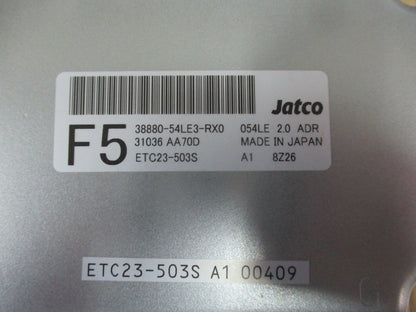 Jatco
F5
38880-54LE3-RX0 054LE 2.0 ADR
31036 AA70D MADE IN JAPAN
ETC23-503S A1 8Z26
ETC23-503S A1 00409